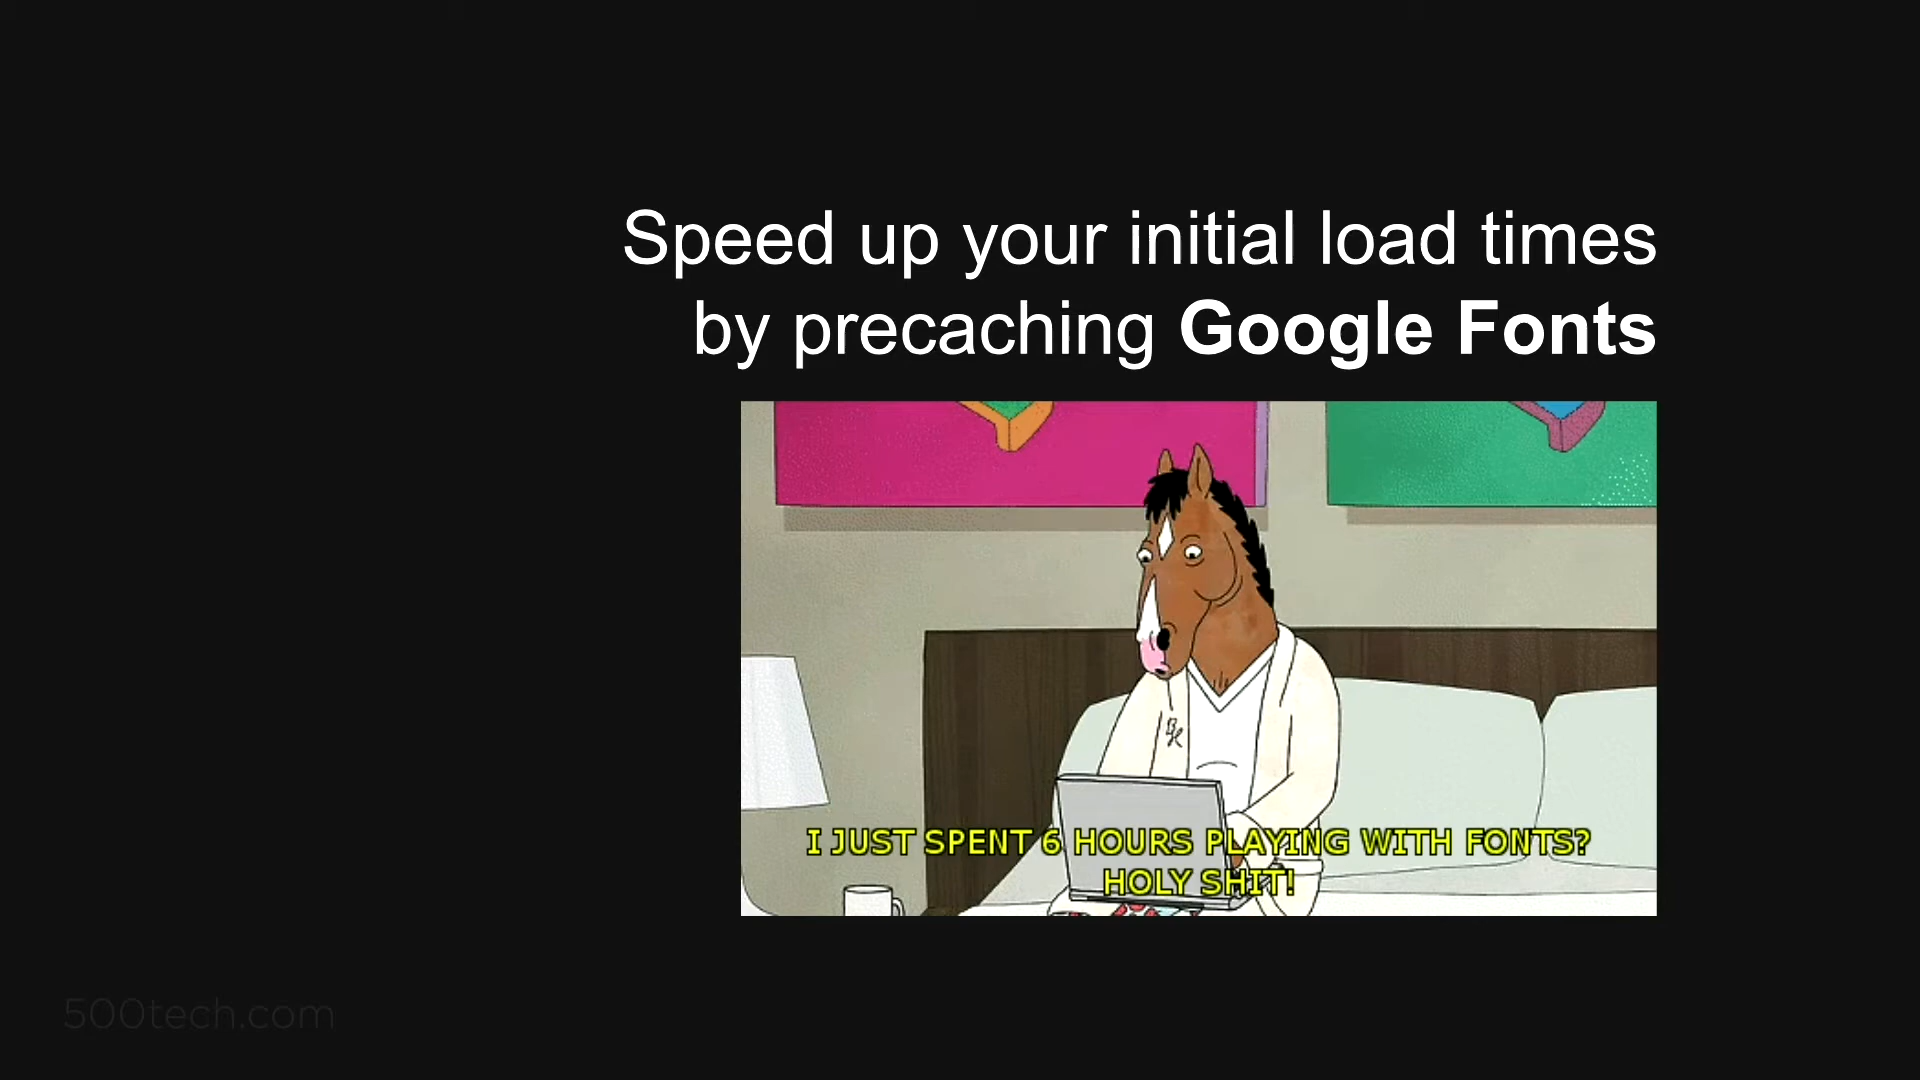 Speed up your initial load times
by precaching Google Fonts
BH
I JUST SPENT 6 HOURS PLAYING WITH FONTS?
HOLY SHIT!
500tech.com